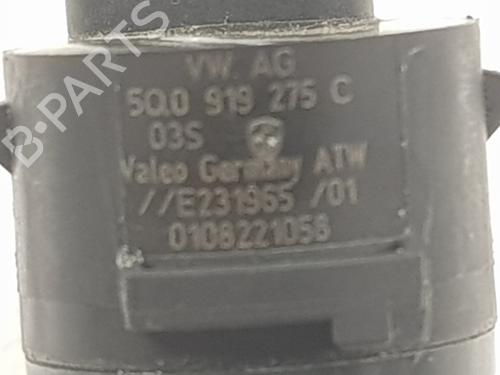 B-PARTS
VW. AG
5Q0 919 275 C
03S
Valeo Germany ATW
//E231965 /01
0108221058